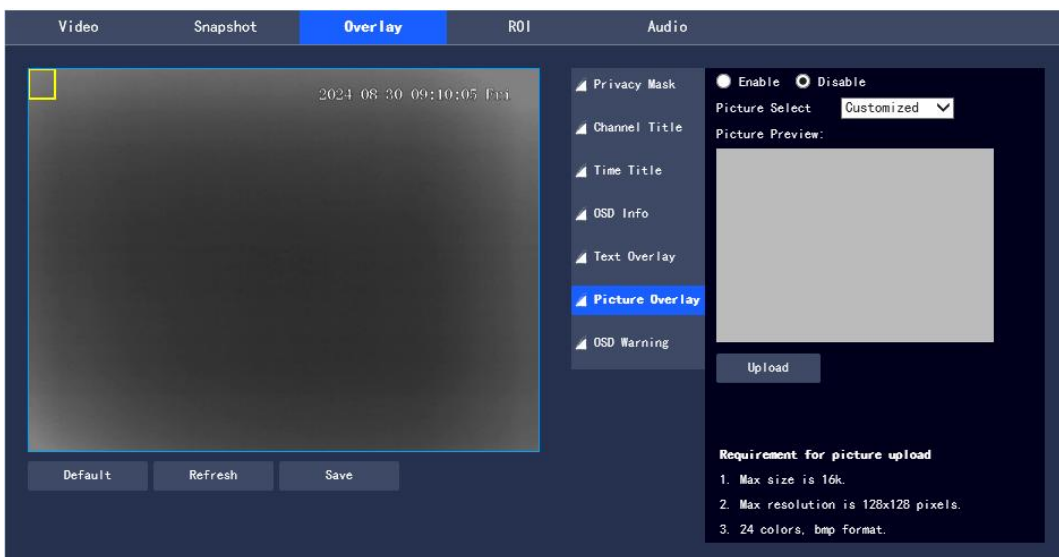 Video Snapshot Overlay ROI Audio
2024-08-30 09:10:05 Fri
Privacy Mask
Channel Title
Time Title
OSD Info
Text Overlay
Picture Overlay
OSD Warning
Enable Disable
Picture Select Customized
Picture Preview:
Upload
Requirement for picture upload
1. Max size is 16k.
2. Max resolution is 128x128 pixels.
3. 24 colors, bmp format.
Default Refresh Save